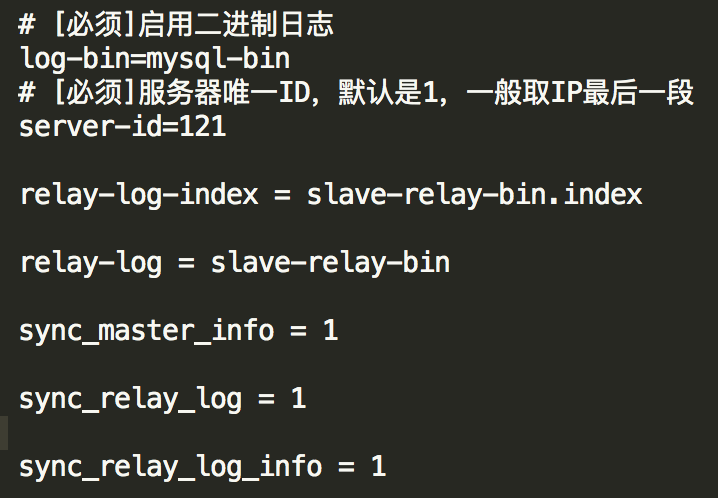 # [必须]启用二进制日志
log-bin=mysql-bin
# [必须]服务器唯一ID，默认是1，一般取IP最后一段
server-id=121
relay-log-index = slave-relay-bin.index
relay-log = slave-relay-bin
sync_master_info = 1
sync_relay_log = 1
sync_relay_log_info = 1